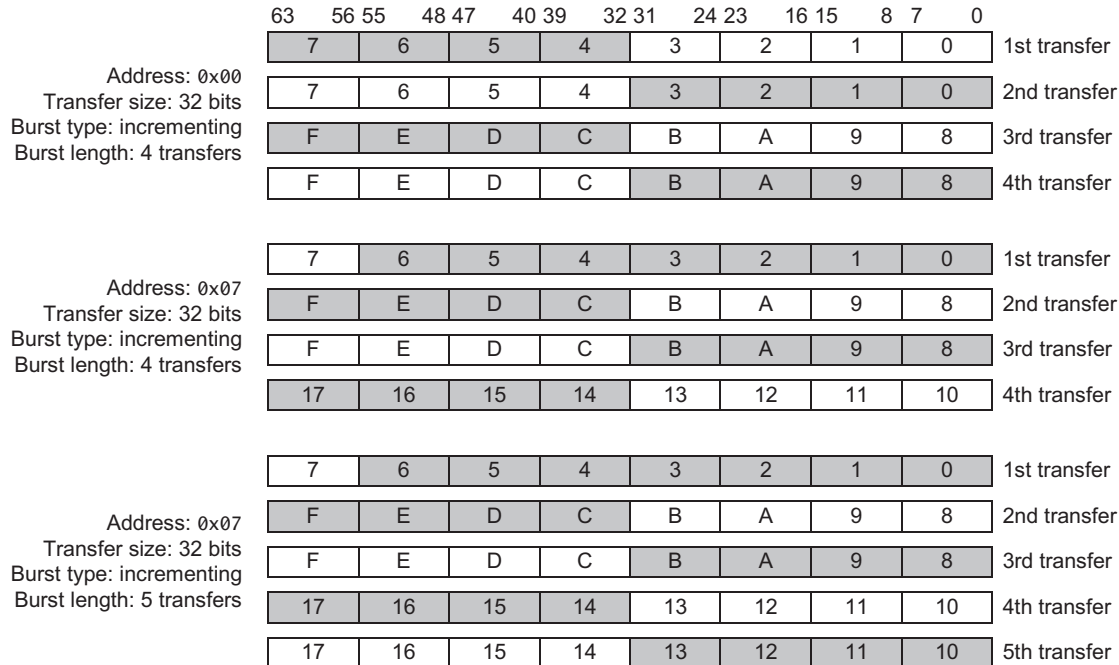 63 56 55 48 47 40 39 32 31 24 23 16 15 8 7 0
Address: 0x00
Transfer size: 32 bits
Burst type: incrementing
Burst length: 4 transfers
7 6 5 4 3 2 1 0 1st transfer
7 6 5 4 3 2 1 0 2nd transfer
F E D C B A 9 8 3rd transfer
F E D C B A 9 8 4th transfer
Address: 0x07
Transfer size: 32 bits
Burst type: incrementing
Burst length: 4 transfers
7 6 5 4 3 2 1 0 1st transfer
F E D C B A 9 8 2nd transfer
F E D C B A 9 8 3rd transfer
17 16 15 14 13 12 11 10 4th transfer
Address: 0x07
Transfer size: 32 bits
Burst type: incrementing
Burst length: 5 transfers
7 6 5 4 3 2 1 0 1st transfer
F E D C B A 9 8 2nd transfer
F E D C B A 9 8 3rd transfer
17 16 15 14 13 12 11 10 4th transfer
17 16 15 14 13 12 11 10 5th transfer